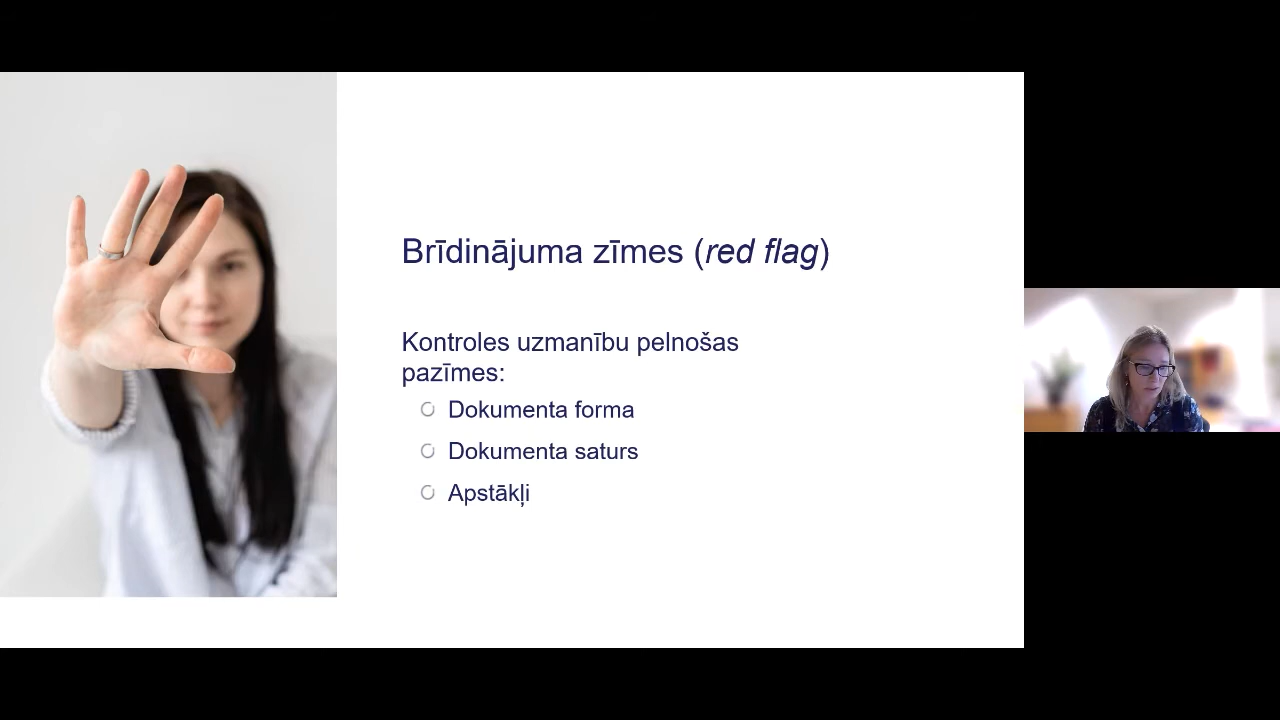 Brīdinājuma zīmes (red flag)
Kontroles uzmanību pelnošas
pazīmes:
Dokumenta forma
Dokumenta saturs
Apstākļi